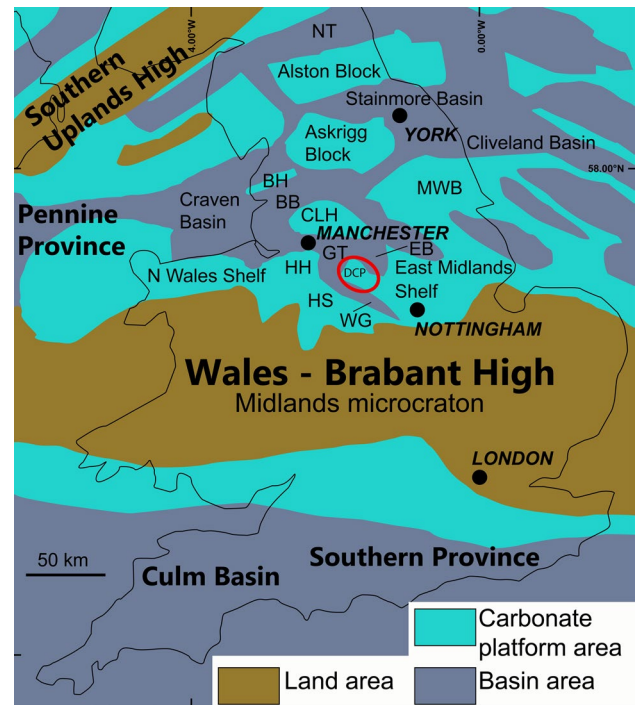 4.00°W
0.00°W
NT
Southern
Uplands High
Alston Block
Stainmore Basin
YORK
Askrigg
Block
Cliveland Basin
58.00°N
BH
MWB
Craven
Basin
BB
CLH
Pennine
Province
MANCHESTER
GT
EB
N Wales Shelf
HH
DCP
East Midlands
Shelf
HS
WG
NOTTINGHAM
Wales - Brabant High
Midlands microcraton
LONDON
50 km
Southern Province
Culm Basin
Carbonate
platform area
Land area
Basin area